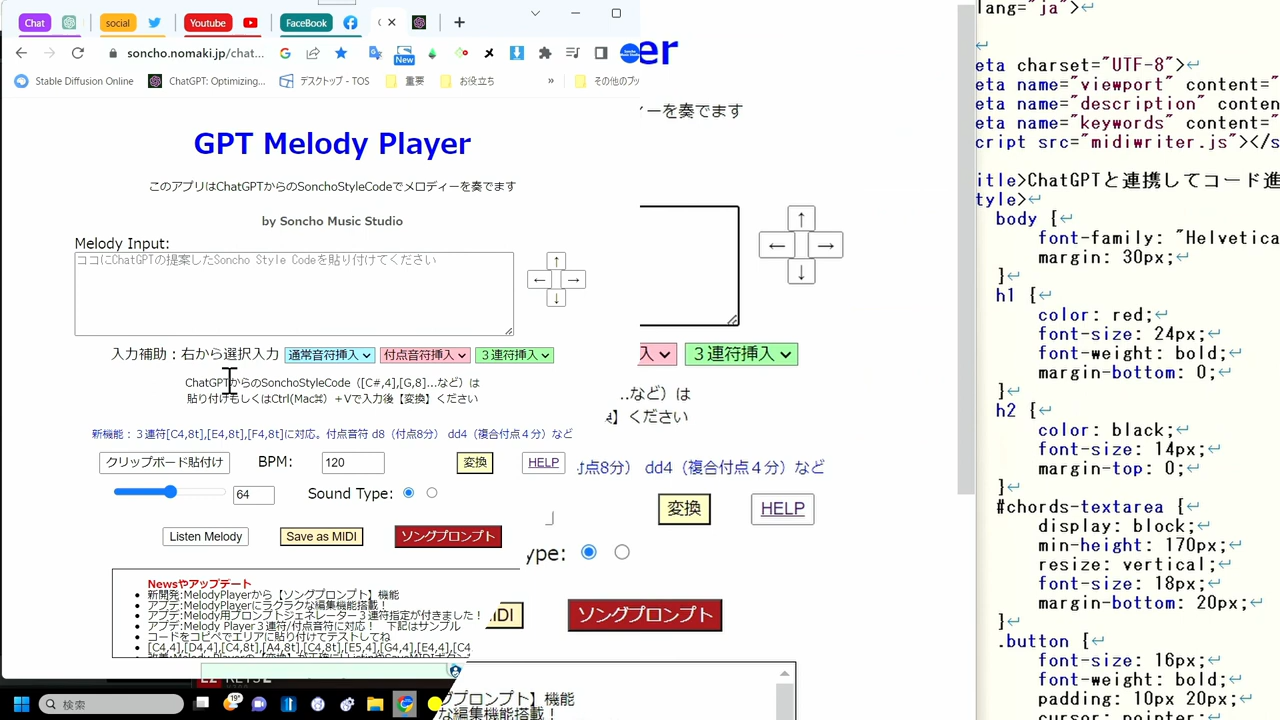 Chat
social
Youtube
FaceBook
soncho.nomaki.jp/chat...
New
Stable Diffusion Online
ChatGPT: Optimizing...
デスクトップ - TOS
重要
お役立ち
»
その他のブッ
GPT Melody Player
このアプリはChatGPTからのSonchoStyleCodeでメロディーを奏でます
by Soncho Music Studio
Melody Input:
ココにChatGPTの提案したSoncho Style Codeを貼り付けてください
↑
← →
↓
入力補助：右から選択入力 通常音符挿入 付点音符挿入 ３連符挿入
ChatGPTからのSonchoStyleCode（[C#,4],[G,8]...など）は
貼り付けもしくはCtrl(Mac⌘）＋Vで入力後【変換】ください
新機能：３連符[C4,8t],[E4,8t],[F4,8t]に対応。付点音符 d8（付点8分） dd4（複合付点４分）など
クリップボード貼付け BPM: 120 変換 HELP
64 Sound Type:
Listen Melody Save as MIDI ソングプロンプト
Newsやアップデート
新開発:MelodyPlayerから【ソングプロンプト】機能
アプデ:MelodyPlayerにラクラクな編集機能搭載！
アプデ:Melody用プロンプトジェネレーター３連符指定が付きました！
アプデ:Melody Player３連符/付点音符に対応！ 下記はサンプル
コードをコピペでエリアに貼り付けてテストしてね
[C4,4],[D4,4],[C4,8t],[A4,8t],[C4,8t],[E5,4],[G4,4],[E4,4],[C4
検索
19°
er
ーを奏でます
↑
← →
↓
入 ３連符挿入
...など）は
】ください
付点8分） dd4（複合付点４分）など
変換 HELP
ype:
IDI ソングプロンプト
グプロンプト】機能
な編集機能搭載！
lang="ja">↵
↵
eta charset="UTF-8">↵
eta name="viewport" content="
eta name="description" conten
eta name="keywords" content="
cript src="midiwriter.js"></s
itle>ChatGPTと連携してコード進
tyle>↵
body {↵
font-family: "Helvetica
margin: 30px;↵
}↵
h1 {↵
color: red;↵
font-size: 24px;↵
font-weight: bold;↵
margin-bottom: 0;↵
}↵
h2 {↵
color: black;↵
font-size: 14px;↵
margin-top: 0;↵
}↵
#chords-textarea {↵
display: block;↵
min-height: 170px;↵
resize: vertical;↵
font-size: 18px;↵
margin-bottom: 20px;↵
}↵
.button {↵
font-size: 16px;↵
font-weight: bold;↵
padding: 10px 20px;↵
cursor: pointer;